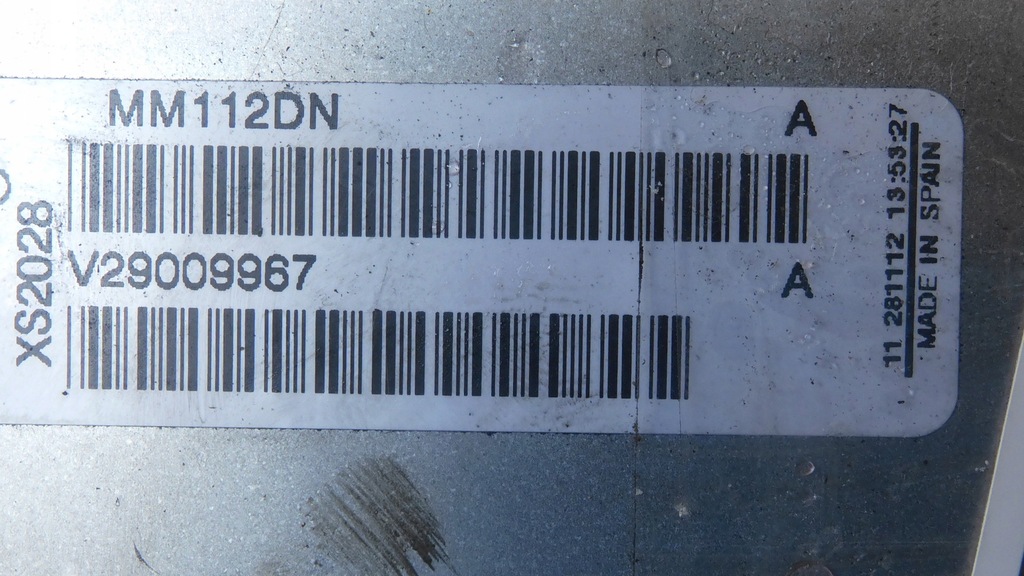 MM112DN A
V29009967 A
XS2028
11 281112 13:53:27
MADE IN SPAIN